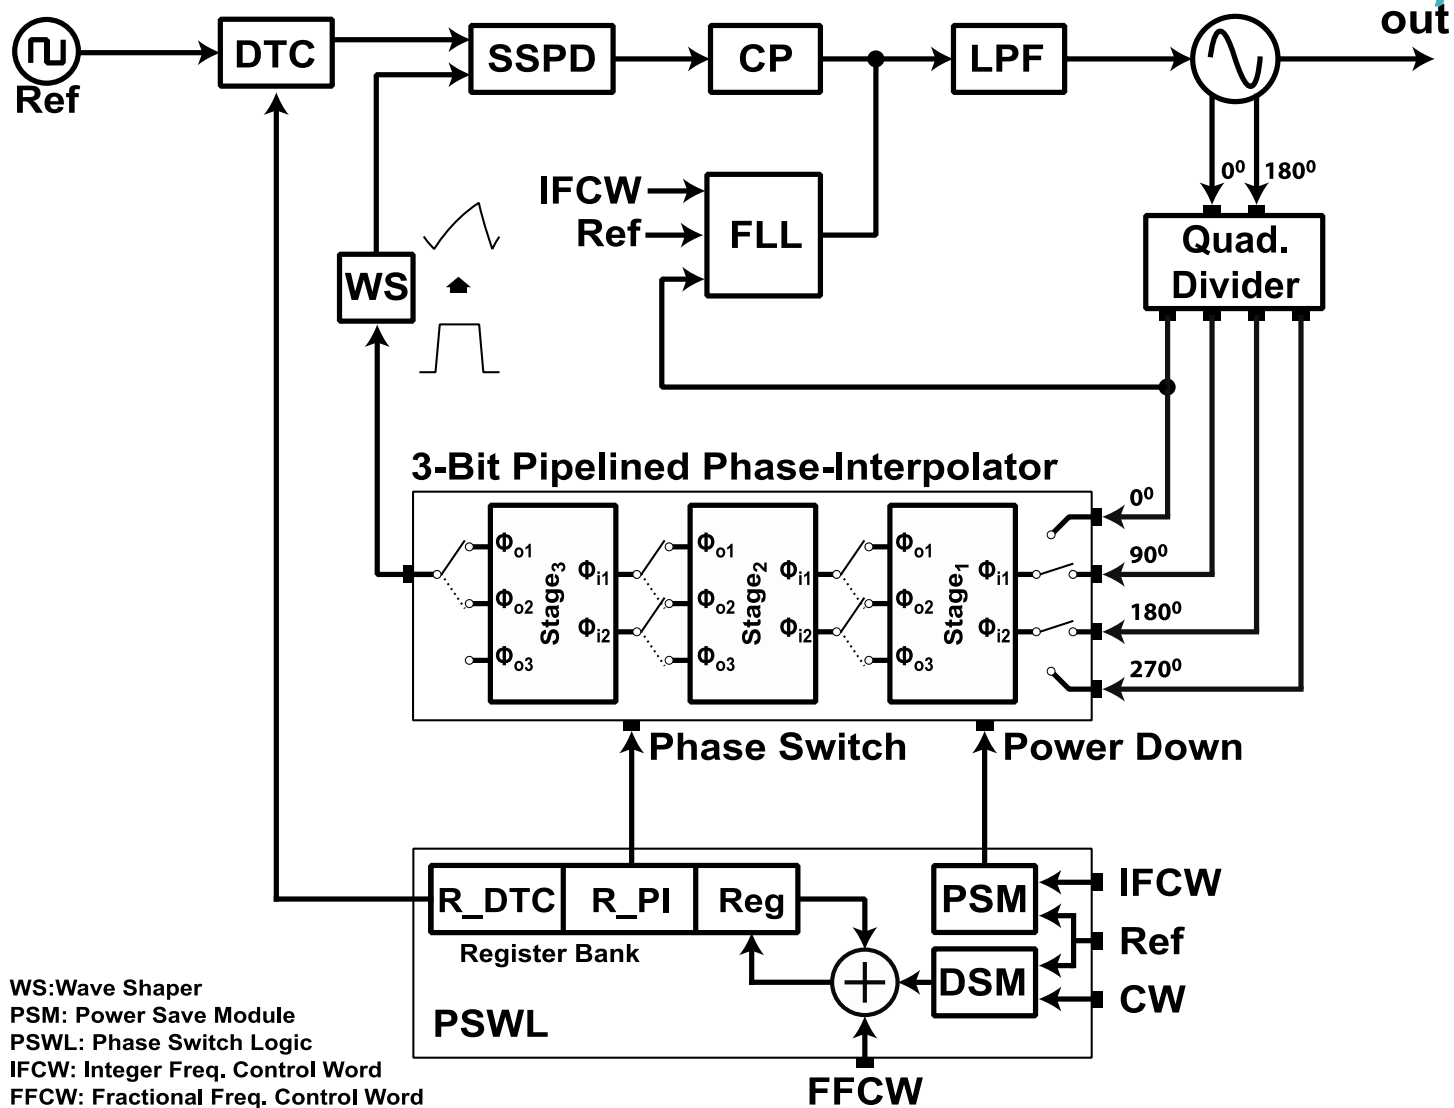 out
Ref
DTC
SSPD
CP
LPF
0⁰
180⁰
IFCW
Ref
FLL
Quad.
Divider
WS
3-Bit Pipelined Phase-Interpolator
Φo1
Φo2
Φo3
Stage3
Φi1
Φi2
Φo1
Φo2
Φo3
Stage2
Φi1
Φi2
Φo1
Φo2
Φo3
Stage1
Φi1
Φi2
0⁰
90⁰
180⁰
270⁰
Phase Switch
Power Down
R_DTC
R_PI
Reg
Register Bank
PSM
DSM
IFCW
Ref
CW
PSWL
FFCW
WS:Wave Shaper
PSM: Power Save Module
PSWL: Phase Switch Logic
IFCW: Integer Freq. Control Word
FFCW: Fractional Freq. Control Word